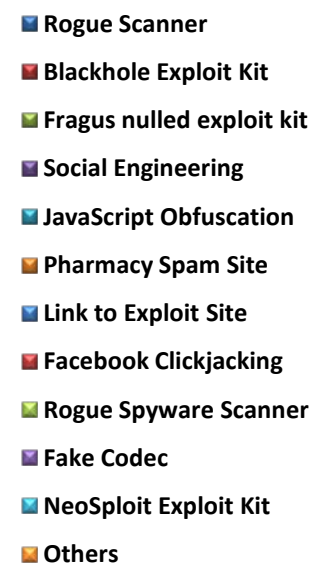 Rogue Scanner
Blackhole Exploit Kit
Fragus nulled exploit kit
Social Engineering
JavaScript Obfuscation
Pharmacy Spam Site
Link to Exploit Site
Facebook Clickjacking
Rogue Spyware Scanner
Fake Codec
NeoSploit Exploit Kit
Others